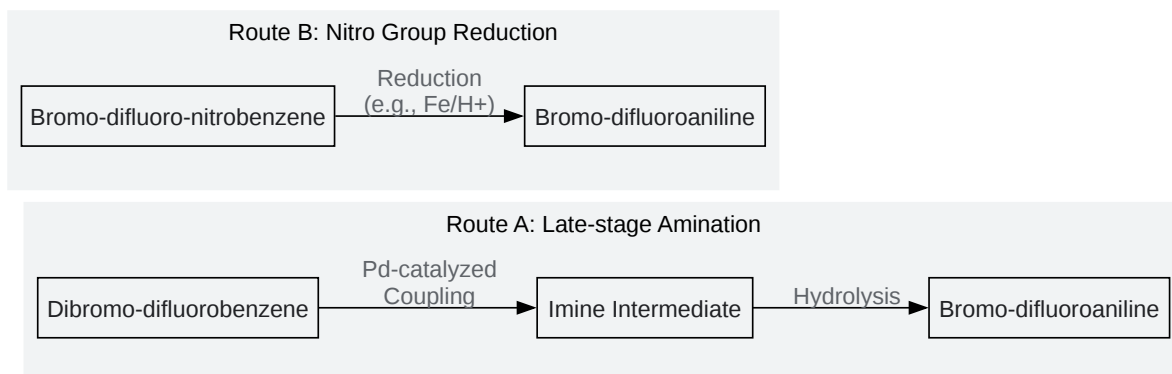 Route B: Nitro Group Reduction
Bromo-difluoro-nitrobenzene
Reduction
(e.g., Fe/H+)
Bromo-difluoroaniline
Route A: Late-stage Amination
Dibromo-difluorobenzene
Pd-catalyzed
Coupling
Imine Intermediate
Hydrolysis
Bromo-difluoroaniline